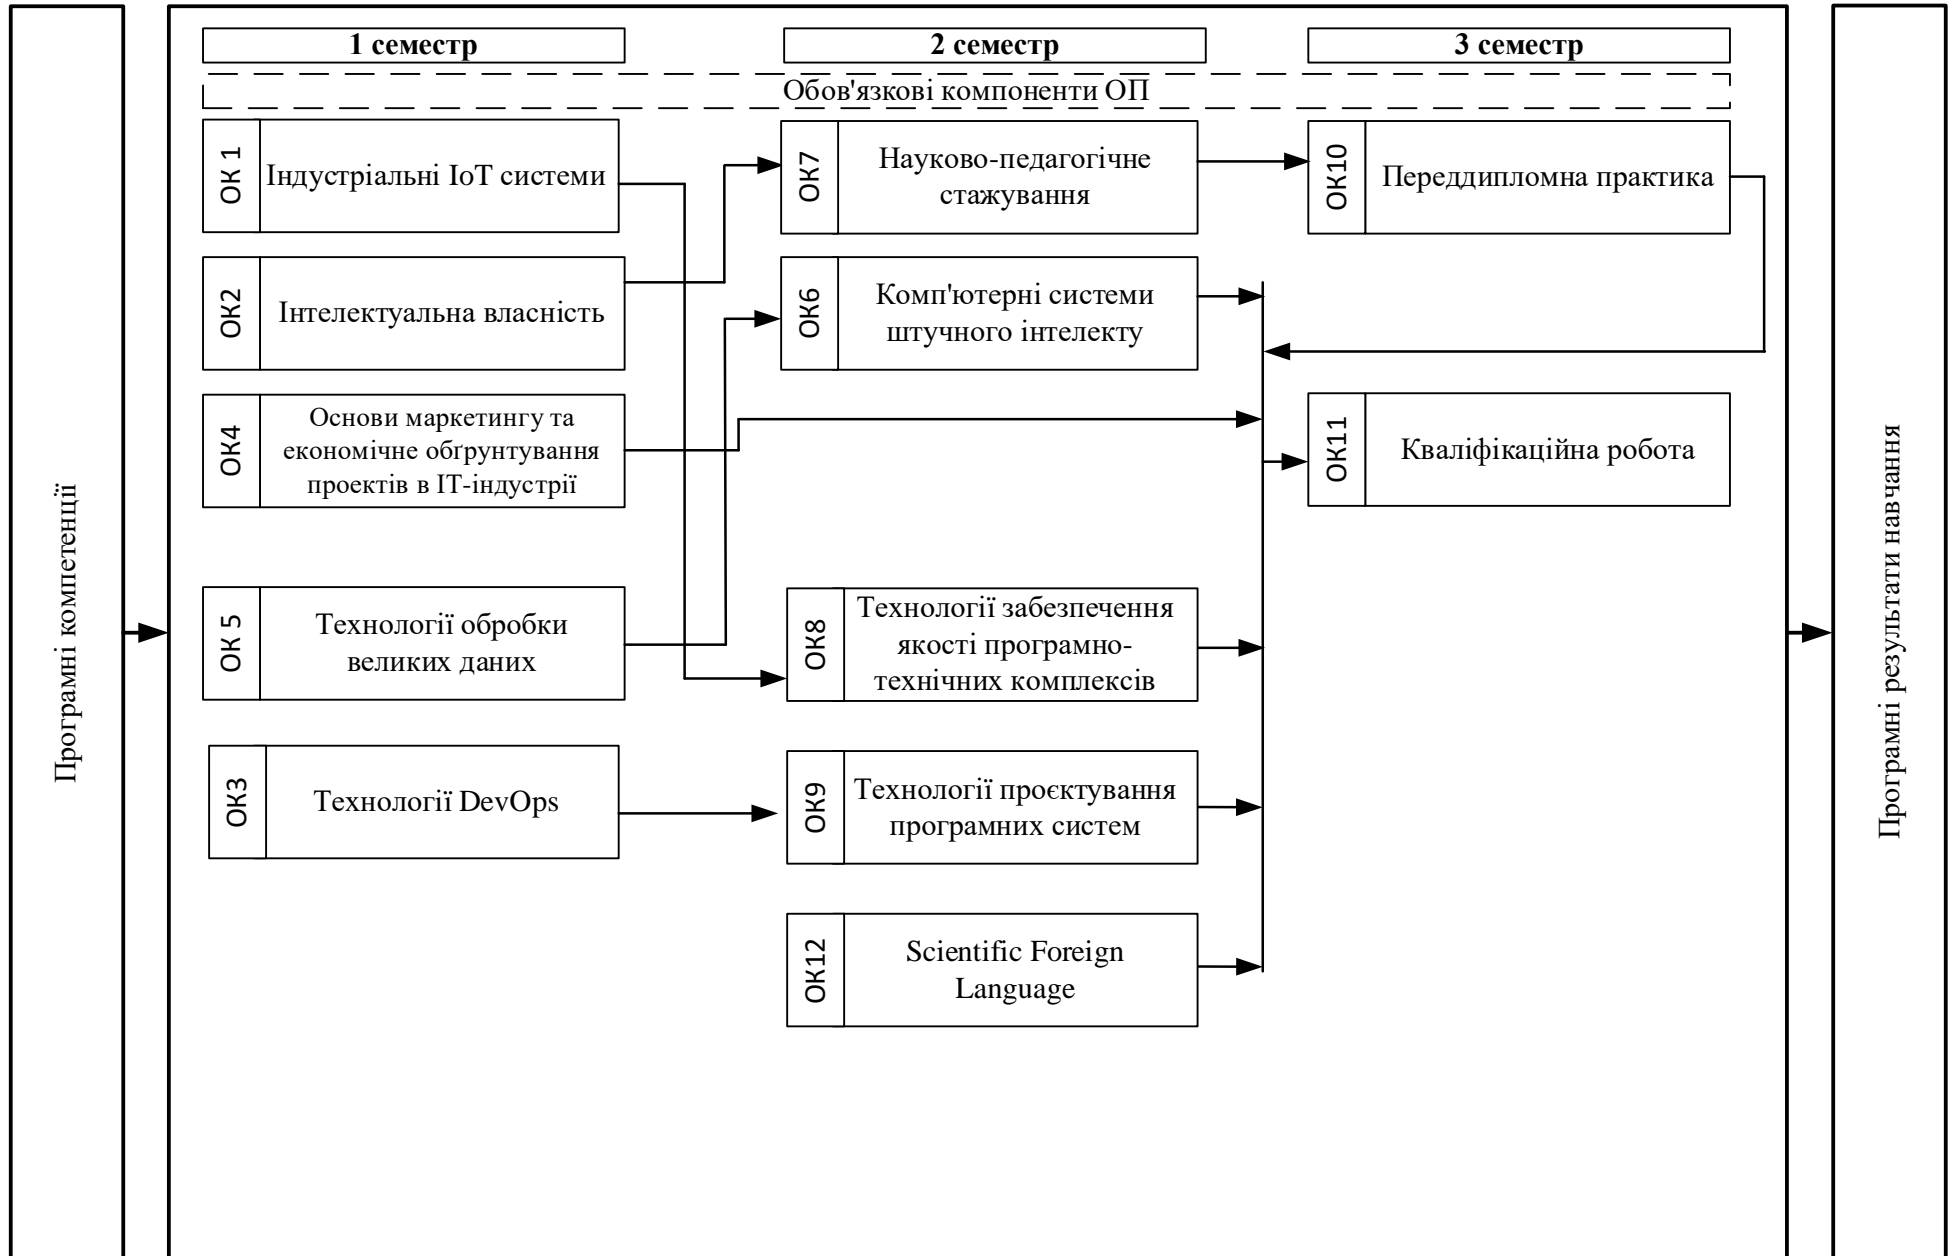 1 семестр
2 семестр
3 семестр
Обов'язкові компоненти ОП
ОК 1
Індустріальні ІоТ системи
ОК7
Науково-педагогічне
стажування
ОК10
Переддипломна практика
ОК2
Інтелектуальна власність
ОК6
Комп'ютерні системи
штучного інтелекту
ОК4
Основи маркетингу та
економічне обґрунтування
проектів в ІТ-індустрії
ОК11
Кваліфікаційна робота
ОК 5
Технології обробки
великих даних
ОК8
Технології забезпечення
якості програмно-
технічних комплексів
ОК3
Технології DevOps
ОК9
Технології проєктування
програмних систем
ОК12
Scientific Foreign
Language
Програмні компетенції
Програмні результати навчання